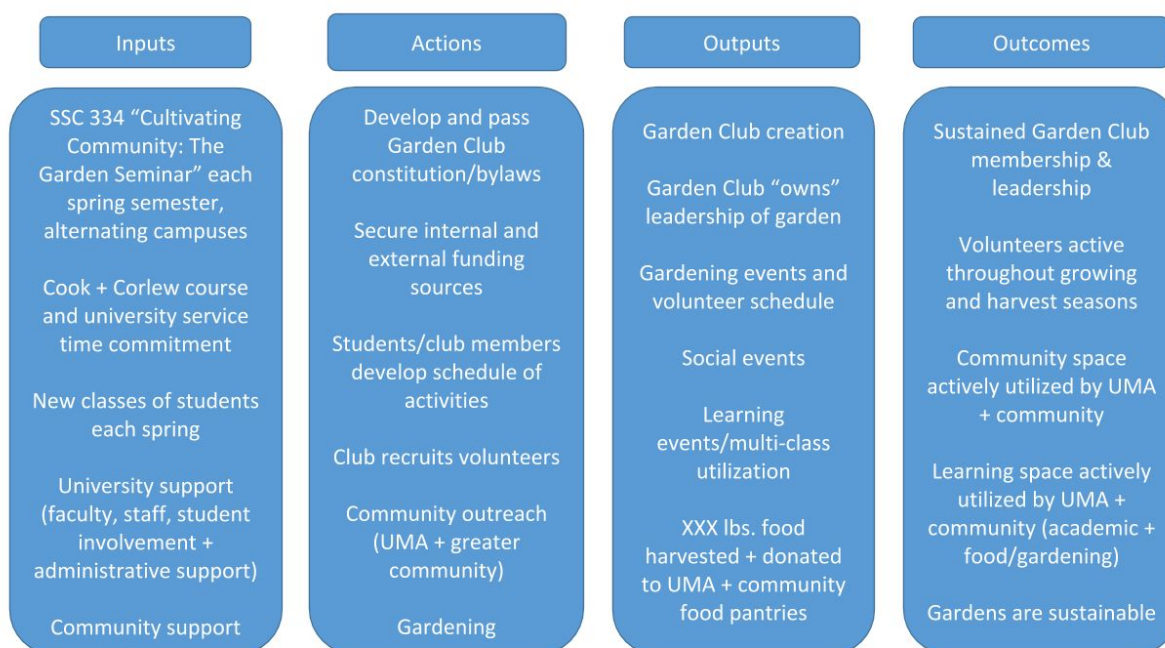 Inputs
SSC 334 “Cultivating
Community: The
Garden Seminar” each
spring semester,
alternating campuses
Cook + Corlew course
and university service
time commitment
New classes of students
each spring
University support
(faculty, staff, student
involvement +
administrative support)
Community support
Actions
Develop and pass
Garden Club
constitution/bylaws
Secure internal and
external funding
sources
Students/club members
develop schedule of
activities
Club recruits volunteers
Community outreach
(UMA + greater
community)
Gardening
Outputs
Garden Club creation
Garden Club “owns”
leadership of garden
Gardening events and
volunteer schedule
Social events
Learning
events/multi-class
utilization
XXX lbs. food
harvested + donated
to UMA + community
food pantries
Outcomes
Sustained Garden Club
membership &
leadership
Volunteers active
throughout growing
and harvest seasons
Community space
actively utilized by UMA
+ community
Learning space actively
utilized by UMA +
community (academic +
food/gardening)
Gardens are sustainable